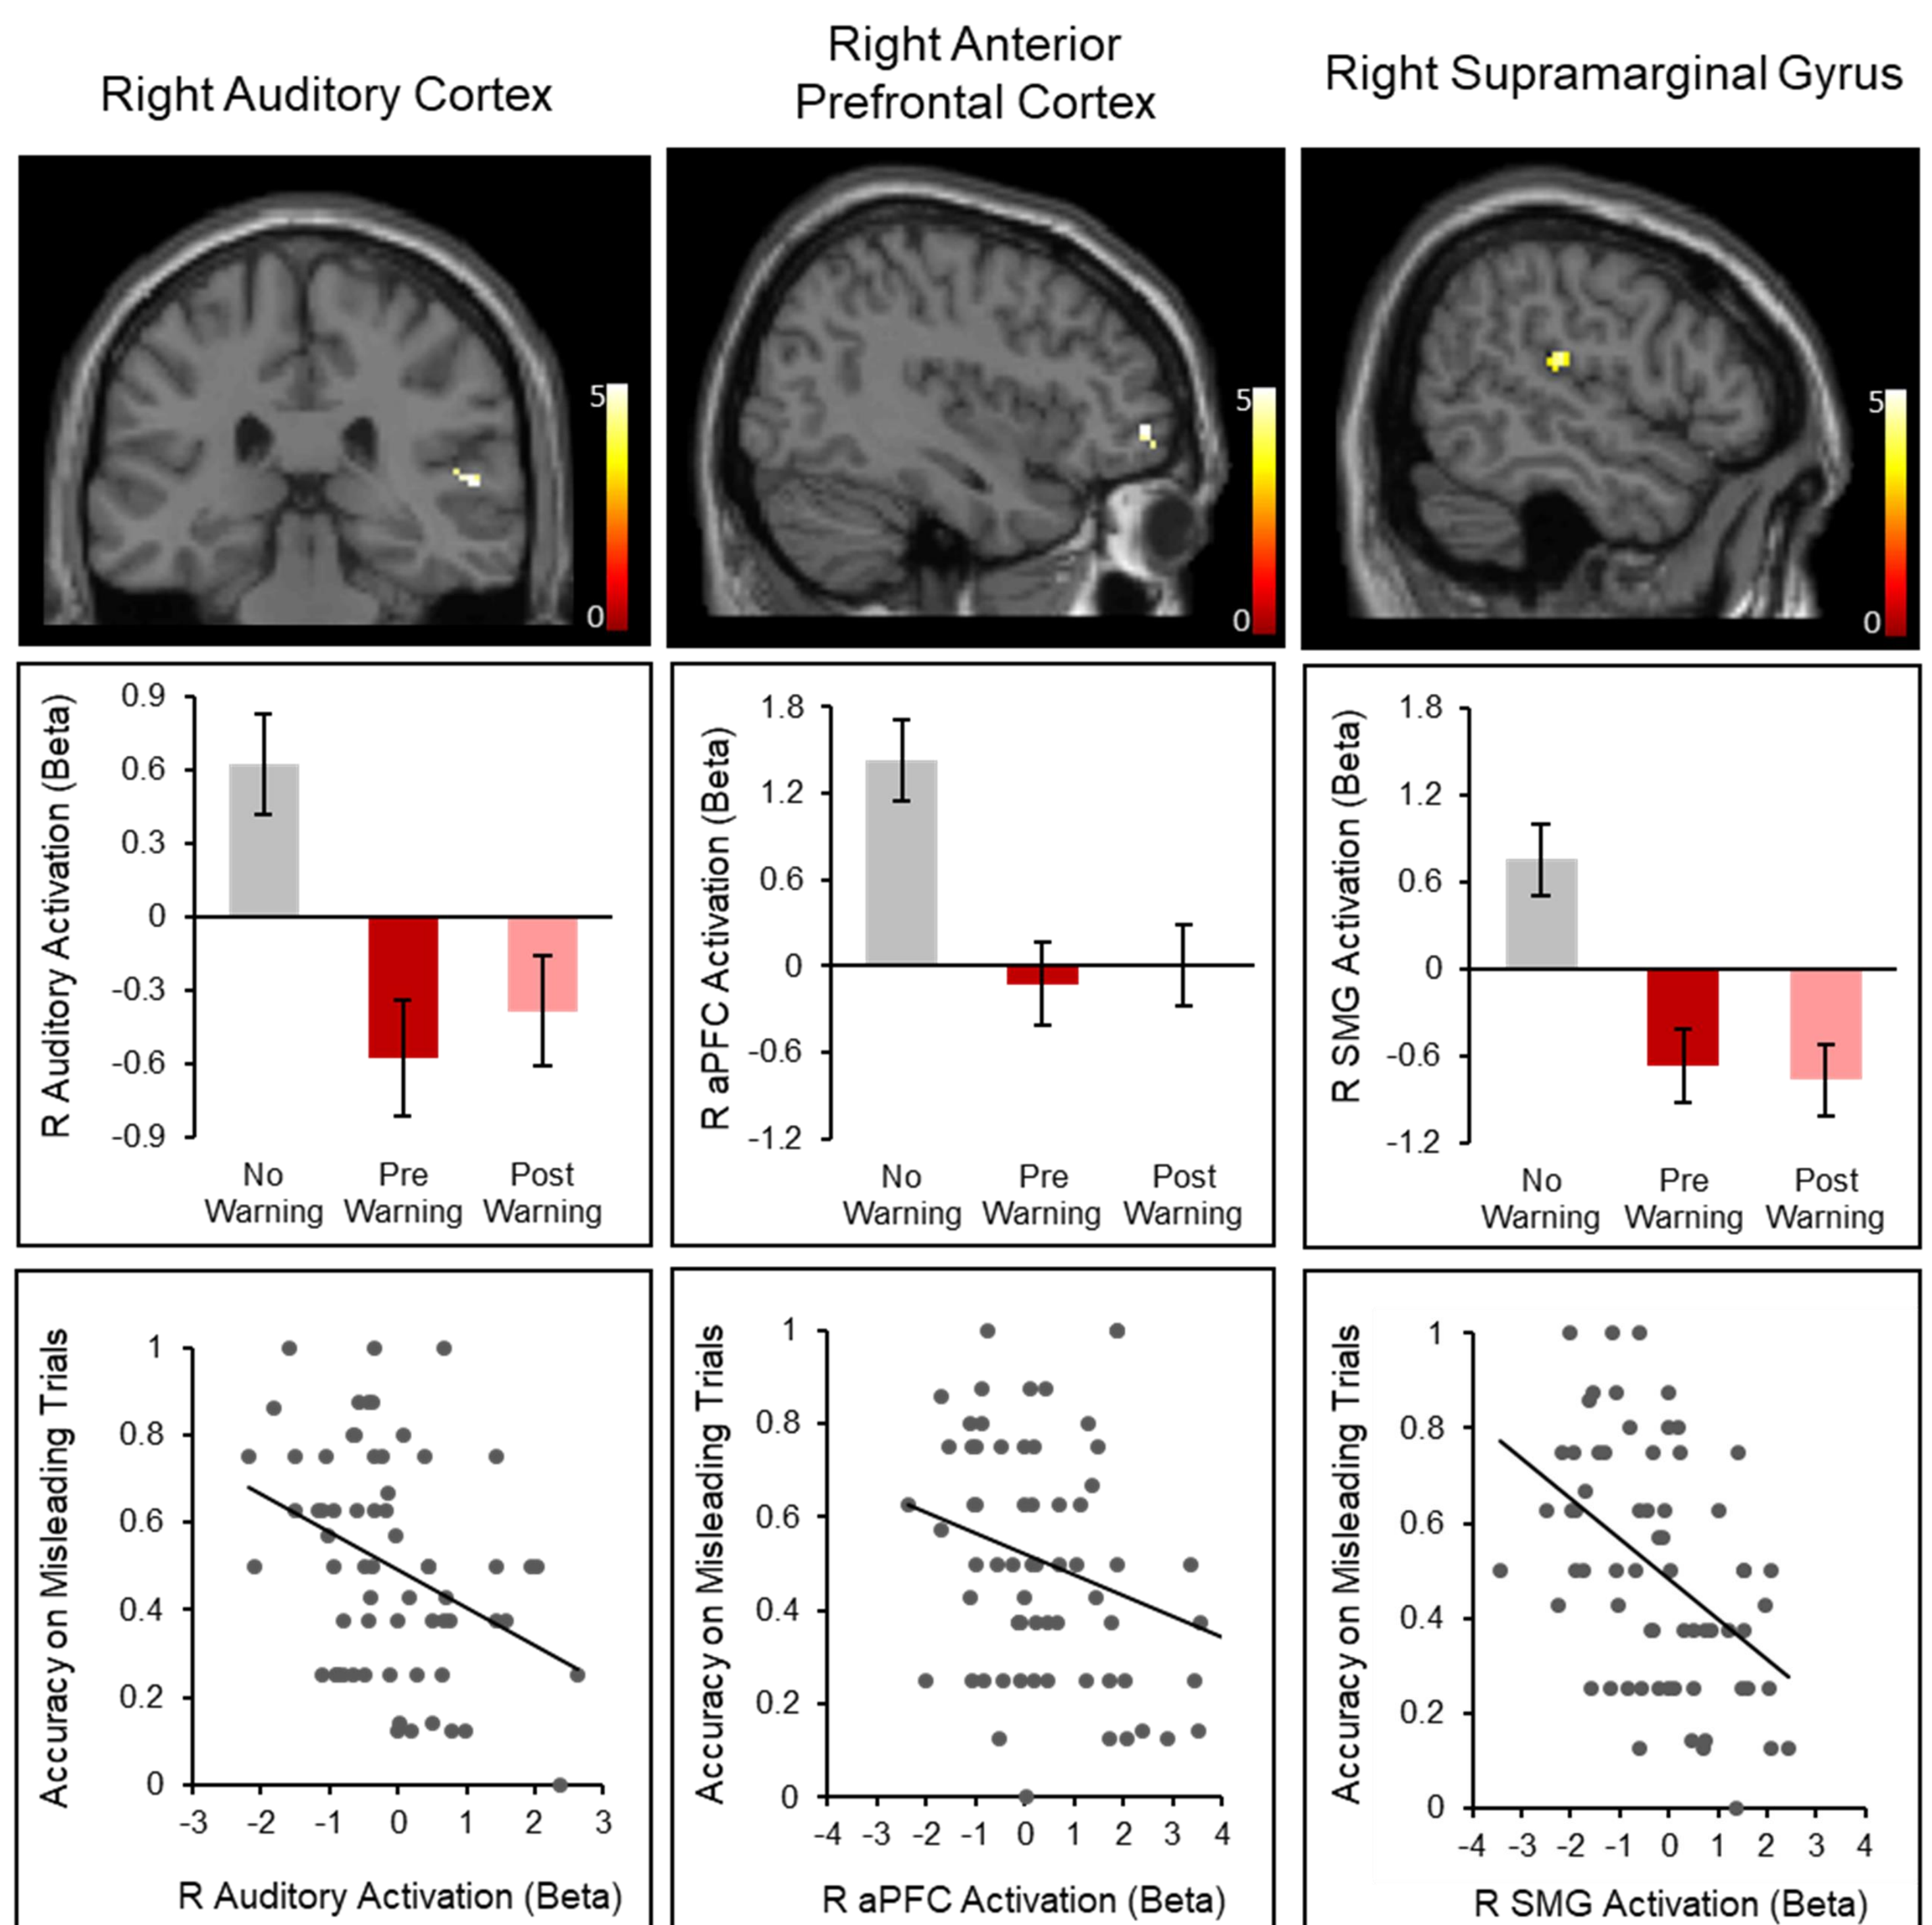 Right Auditory Cortex
Right Anterior
Prefrontal Cortex
Right Supramarginal Gyrus
5
0
5
0
5
0
R Auditory Activation (Beta)
0.9
0.6
0.3
0
-0.3
-0.6
-0.9
No Pre Post
Warning Warning Warning
R aPFC Activation (Beta)
1.8
1.2
0.6
0
-0.6
-1.2
No Pre Post
Warning Warning Warning
R SMG Activation (Beta)
1.8
1.2
0.6
0
-0.6
-1.2
No Pre Post
Warning Warning Warning
Accuracy on Misleading Trials
1
0.8
0.6
0.4
0.2
0
-3 -2 -1 0 1 2 3
R Auditory Activation (Beta)
Accuracy on Misleading Trials
1
0.8
0.6
0.4
0.2
0
-4 -3 -2 -1 0 1 2 3 4
R aPFC Activation (Beta)
Accuracy on Misleading Trials
1
0.8
0.6
0.4
0.2
0
-4 -3 -2 -1 0 1 2 3 4
R SMG Activation (Beta)